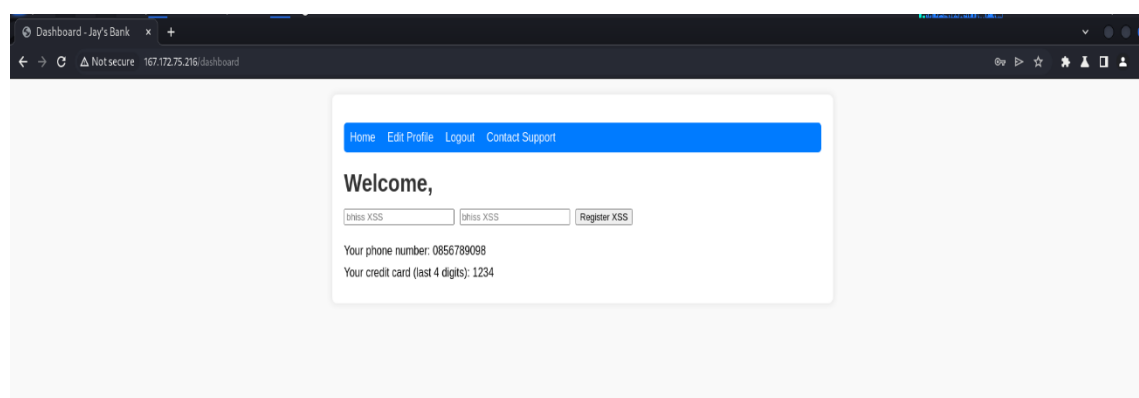 Dashboard - Jay's Bank
Not secure 167.172.75.216/dashboard
Home Edit Profile Logout Contact Support
Welcome,
bhiss XSS bhiss XSS Register XSS
Your phone number: 0856789098
Your credit card (last 4 digits): 1234